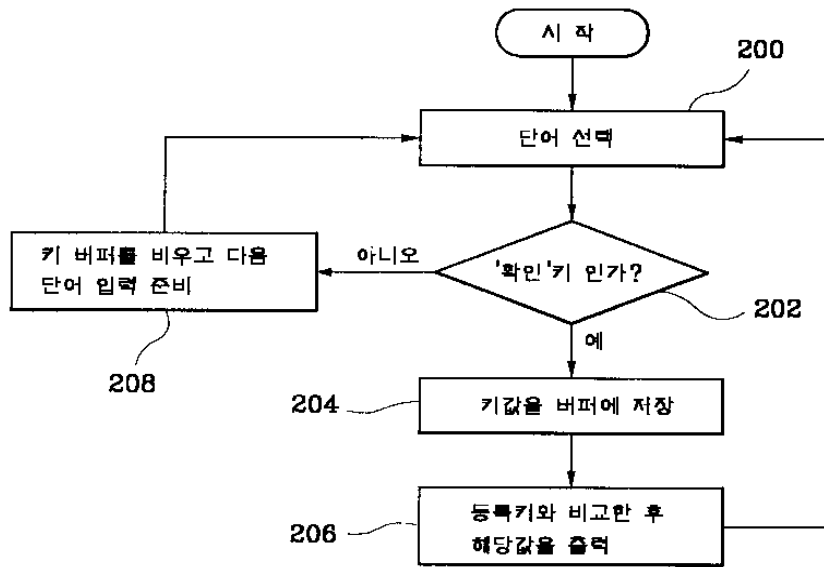 시 작
200
단어 선택
키 버퍼를 비우고 다음
단어 입력 준비
아니오
'확인'키 인가?
208
202
예
204
키값을 버퍼에 저장
206
등록키와 비교한 후
해당값을 출력